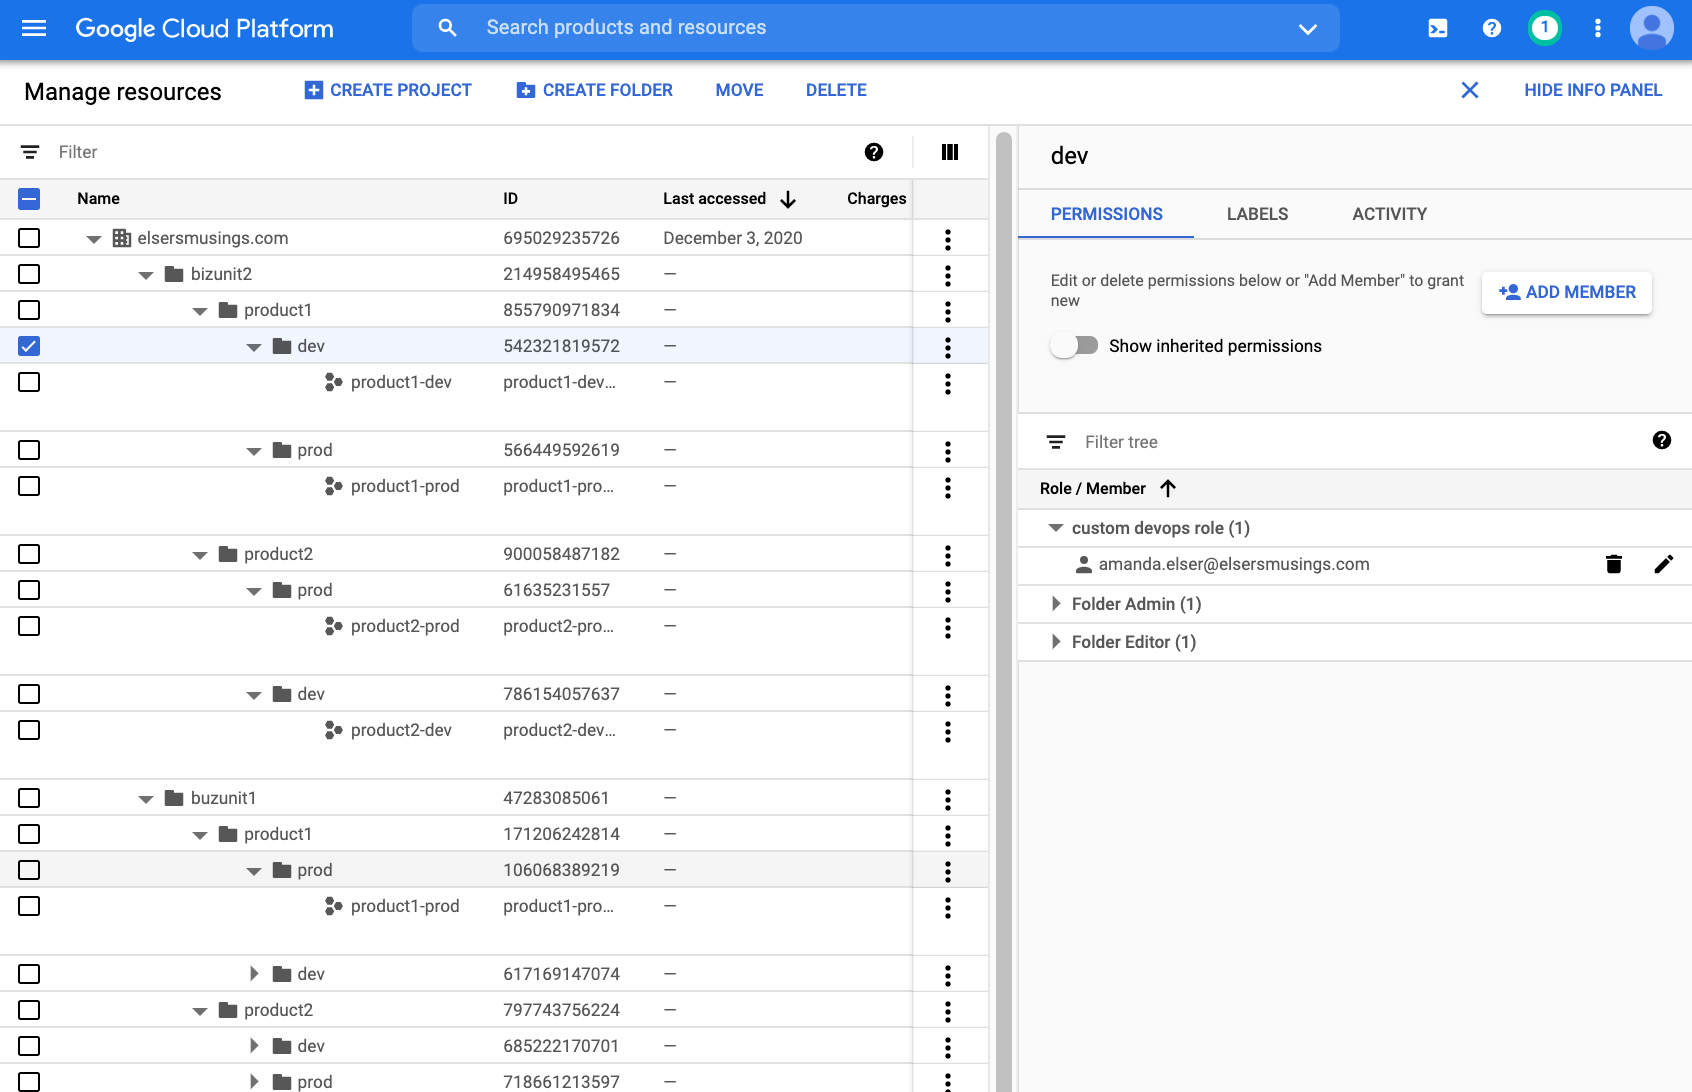 Google Cloud Platform
Search products and resources
1
Manage resources
CREATE PROJECT
CREATE FOLDER
MOVE
DELETE
HIDE INFO PANEL
Filter
Name ID Last accessed Charges
elsersmusings.com 695029235726 December 3, 2020
bizunit2 214958495465 —
product1 855790971834 —
dev 542321819572 —
product1-dev product1-dev... —
prod 566449592619 —
product1-prod product1-pro... —
product2 900058487182 —
prod 61635231557 —
product2-prod product2-pro... —
dev 786154057637 —
product2-dev product2-dev... —
buzunit1 47283085061 —
product1 171206242814 —
prod 106068389219 —
product1-prod product1-pro... —
dev 617169147074 —
product2 797743756224 —
dev 685222170701 —
prod 718661213597 —
dev
PERMISSIONS LABELS ACTIVITY
Edit or delete permissions below or "Add Member" to grant
new
ADD MEMBER
Show inherited permissions
Filter tree
Role / Member
custom devops role (1)
amanda.elser@elsersmusings.com
Folder Admin (1)
Folder Editor (1)